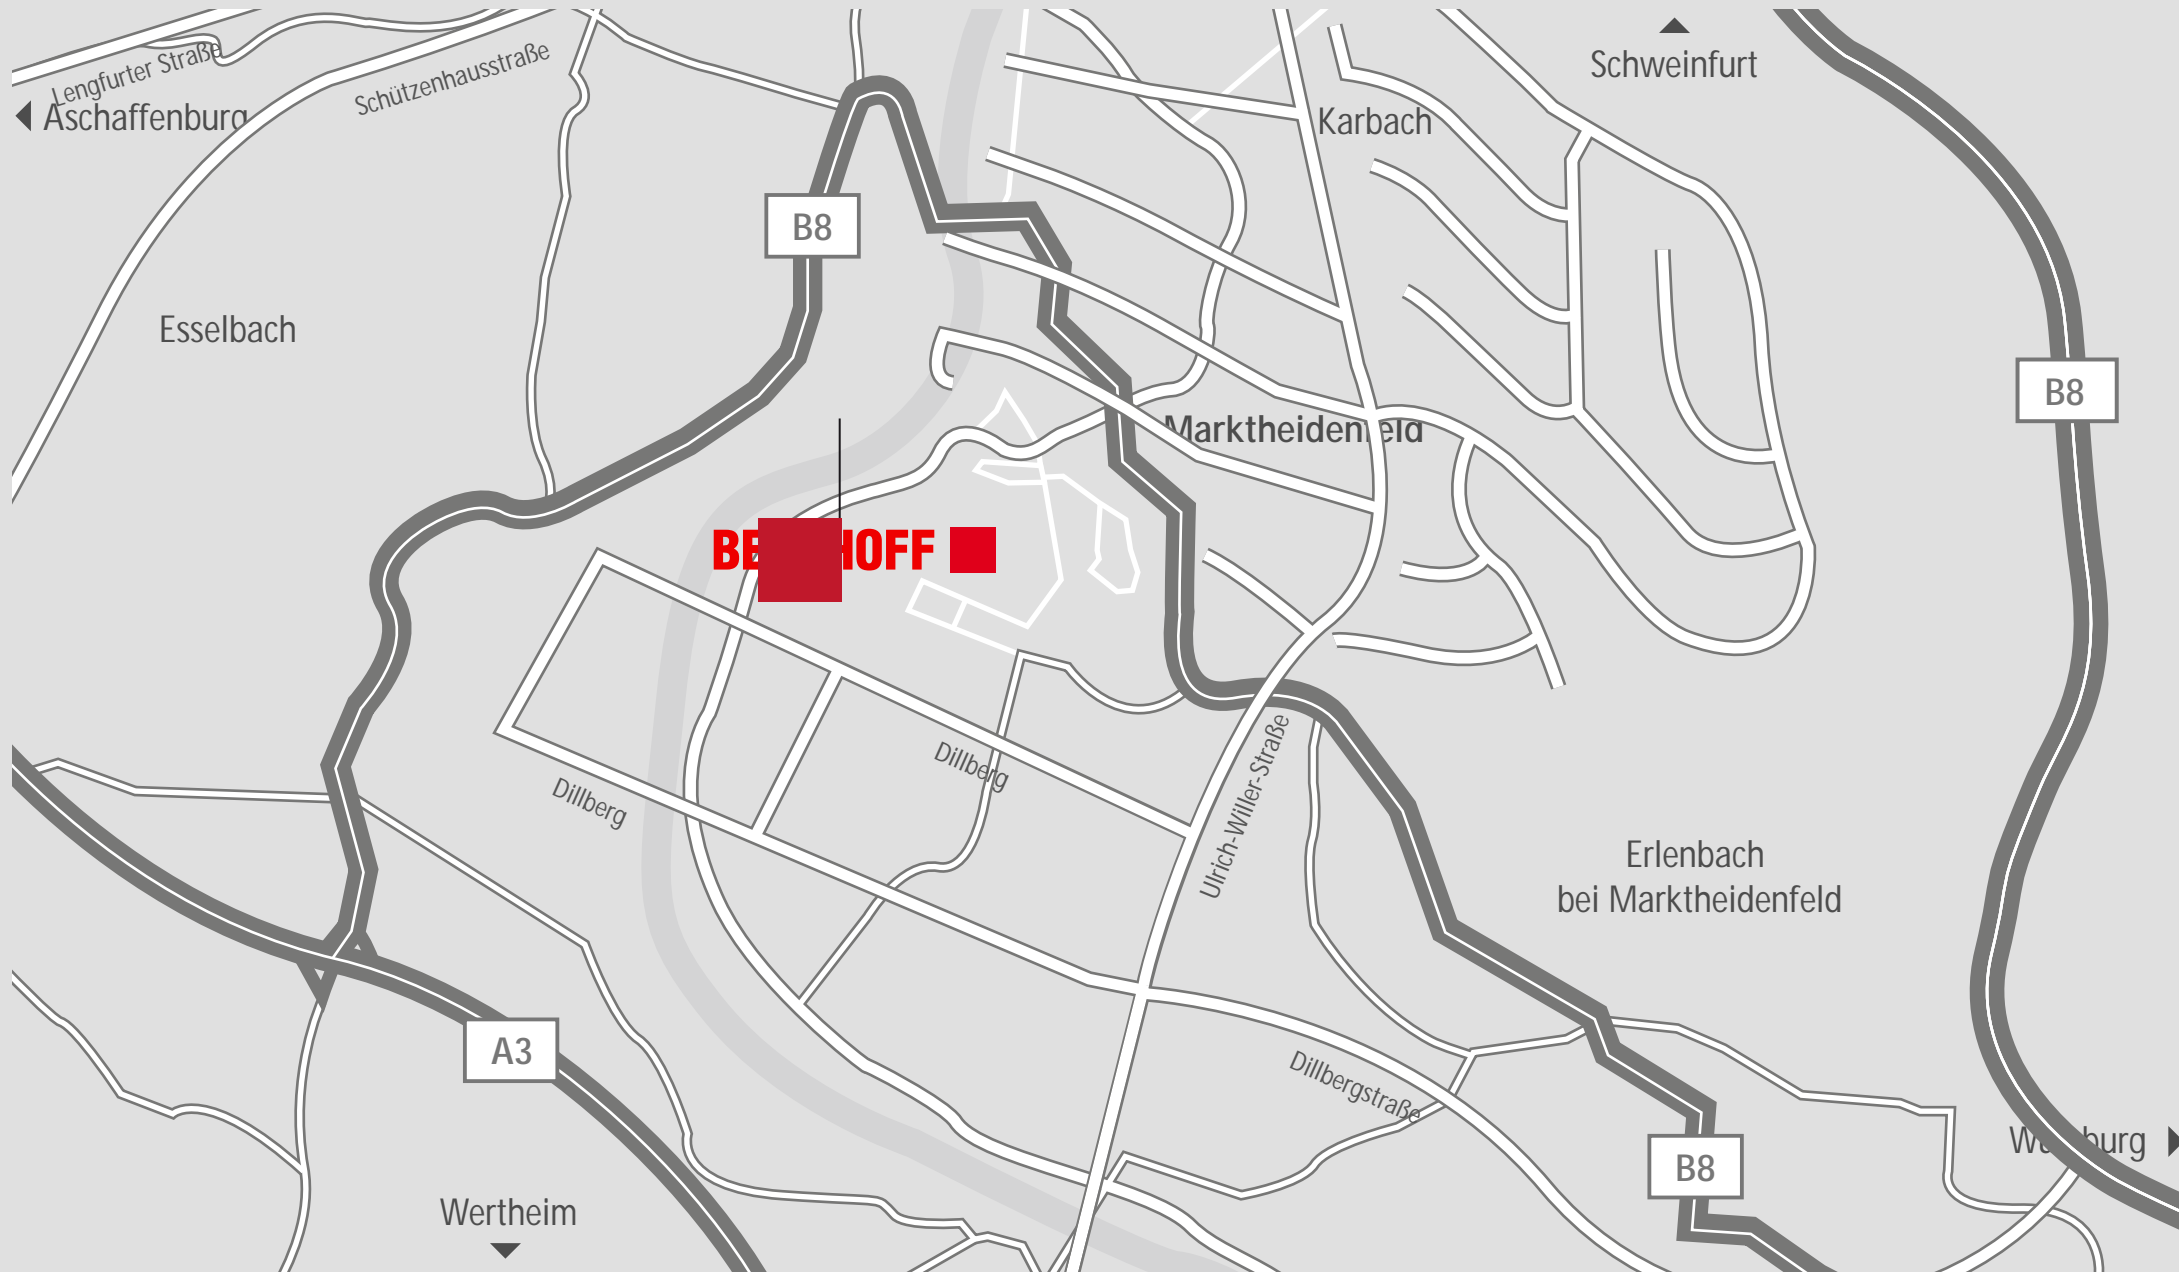 Schweinfurt
Lengfurter Straße
Schützenhausstraße
Aschaffenburg
Karbach
B8
Esselbach
B8
Marktheidenfeld
Dillberg
Dillberg
Ulrich-Willer-Straße
Erlenbach
bei Marktheidenfeld
A3
Dillbergstraße
B8
Wertheim